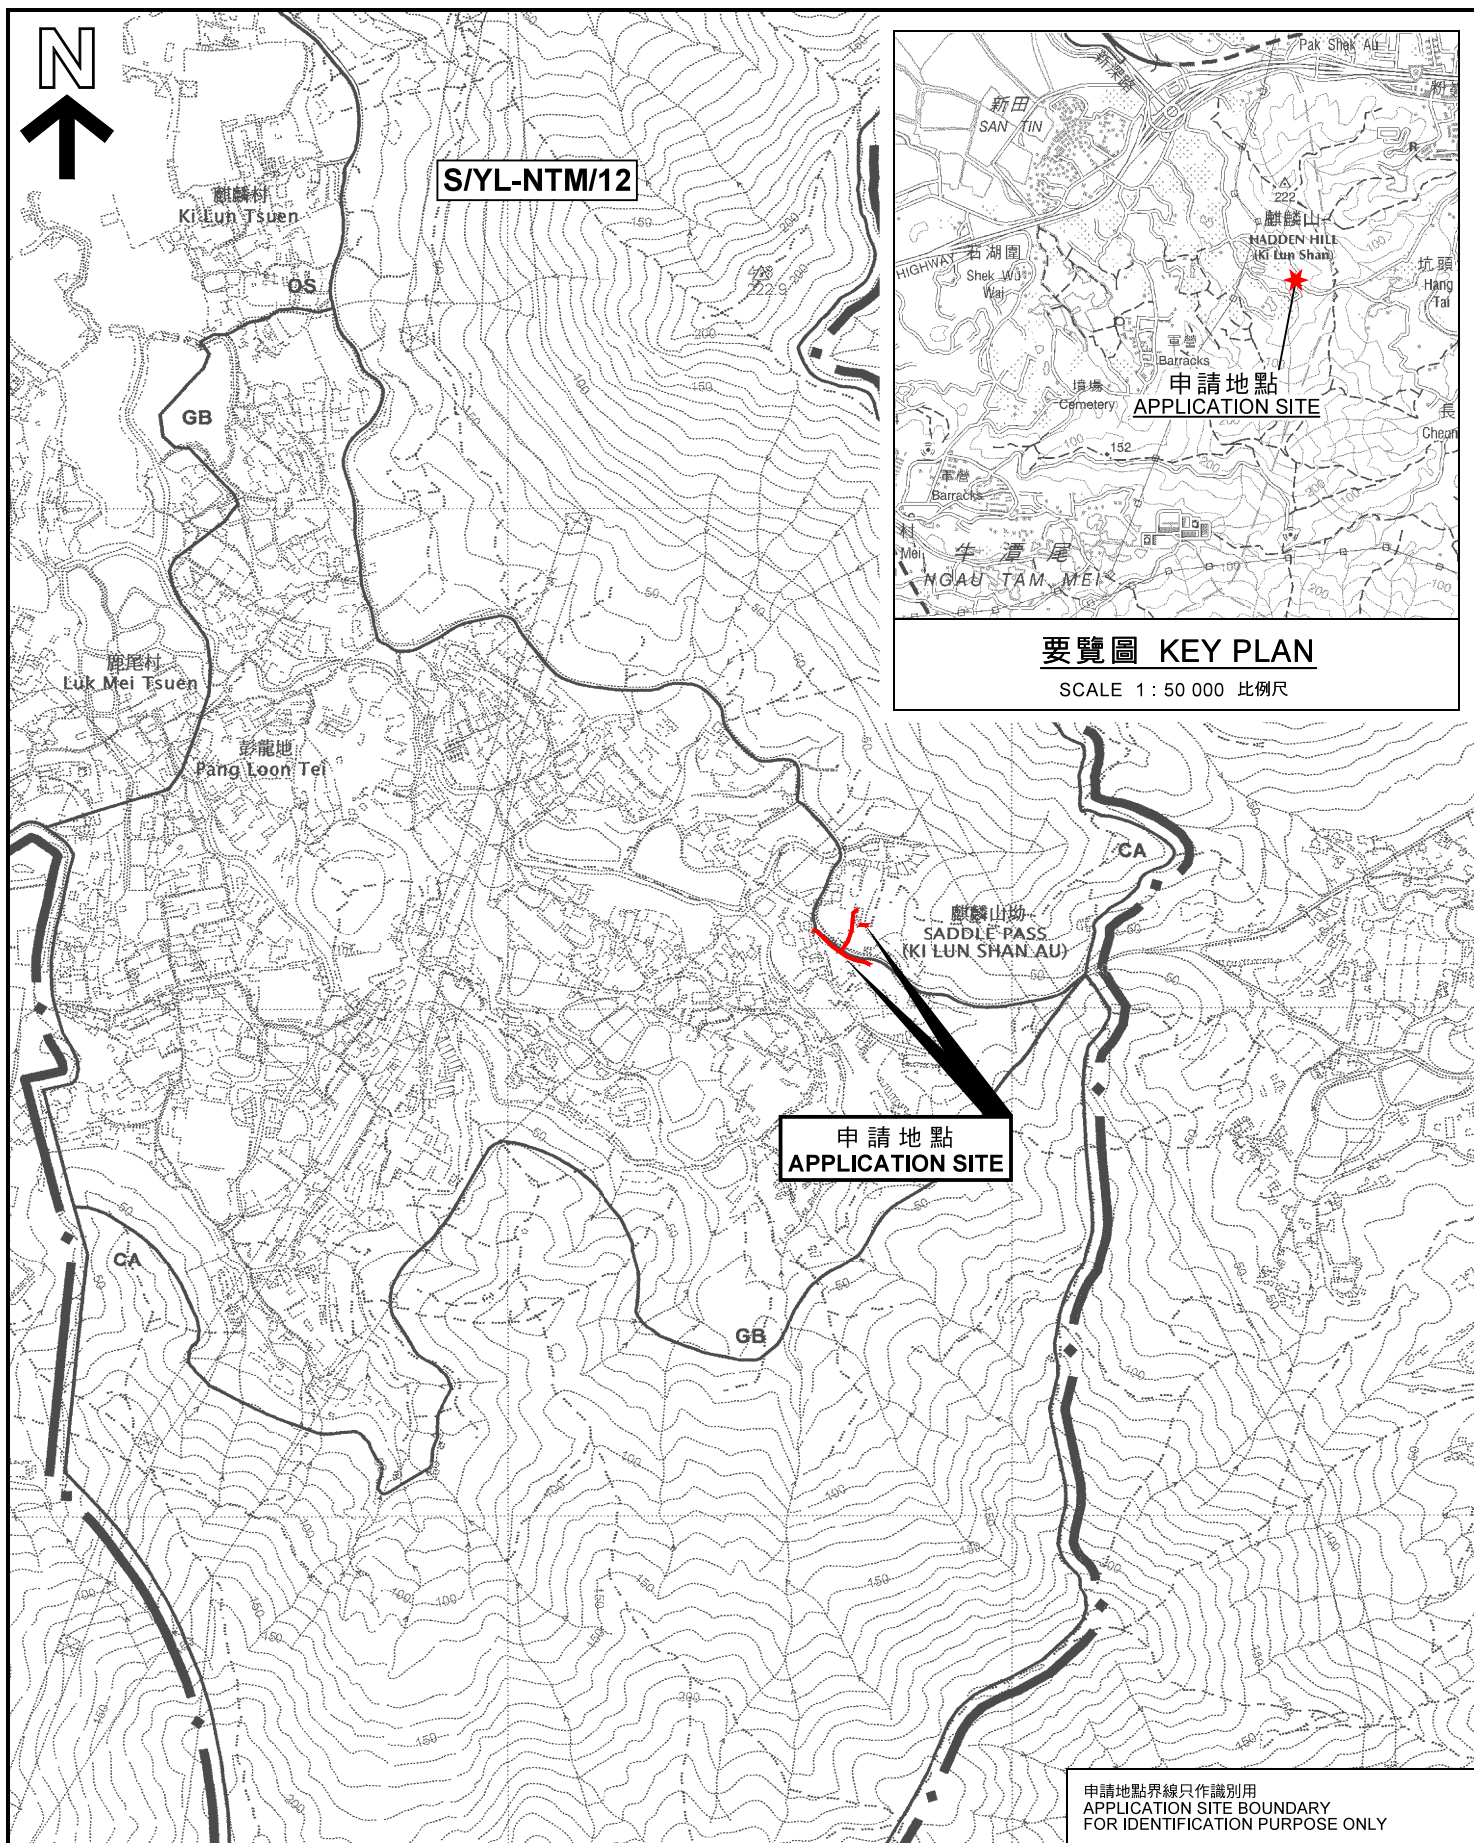 N
S/YL-NTM/12
麒麟村
Ki Lun Tsuen
OS
GB
鹿尾村
Luk Mei Tsuen
彭龍地
Pang Loon Tei
CA
麒麟山坳
SADDLE PASS
(KI LUN SHAN AU)
申請地點
APPLICATION SITE
CA
GB
Pak Shek Au
新田
SAN TIN
222
麒麟山
HADDEN HILL
(Ki Lun Shan)
HIGHWAY
石湖圍
Shek Wu
Wai
坑頭
Hang
Tai
軍營
Barracks
墳場
Cemetery
申請地點
APPLICATION SITE
長
152
軍營
Barracks
村
Mei
牛潭尾
NGAU TAM MEI
要覽圖 KEY PLAN
SCALE 1 : 50 000 比例尺
申請地點界線只作識別用
APPLICATION SITE BOUNDARY
FOR IDENTIFICATION PURPOSE ONLY